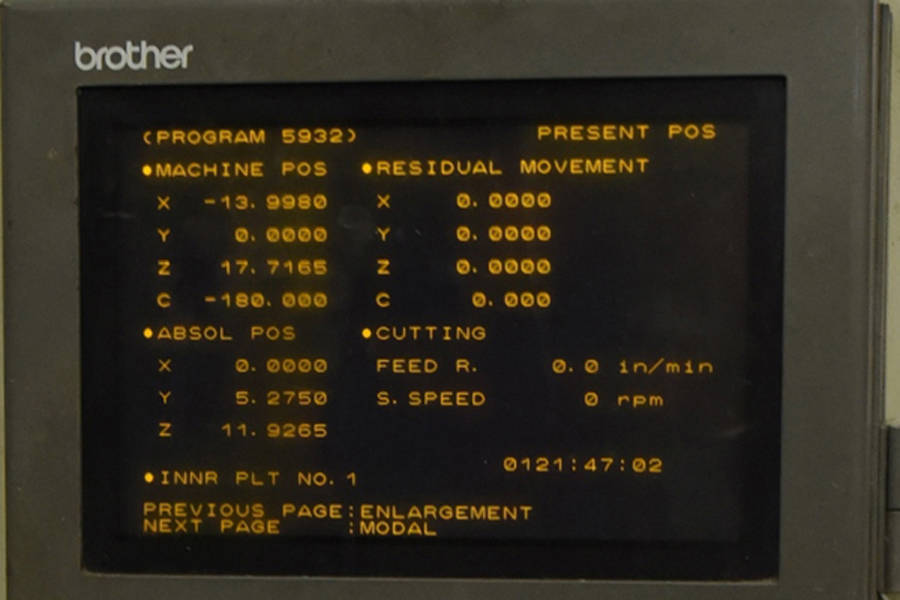 brother
(PROGRAM 5932) PRESENT POS
●MACHINE POS ●RESIDUAL MOVEMENT
X -13.9980 X 0.0000
Y 0.0000 Y 0.0000
Z 17.7165 Z 0.0000
C -180.000 C 0.000
●ABSOL POS ●CUTTING
X 0.0000 FEED R. 0.0 in/min
Y 5.2750 S.SPEED 0 rpm
Z 11.9265
0121:47:02
●INNR PLT NO.1
PREVIOUS PAGE:ENLARGEMENT
NEXT PAGE :MODAL